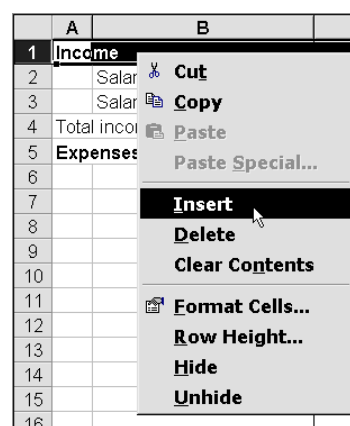 A B
1 Income
2 Salar
3 Salar
4 Total incor
5 Expenses
6
7
8
9
10
11
12
13
14
15
16
Cut
Copy
Paste
Paste Special...
Insert
Delete
Clear Contents
Format Cells...
Row Height...
Hide
Unhide